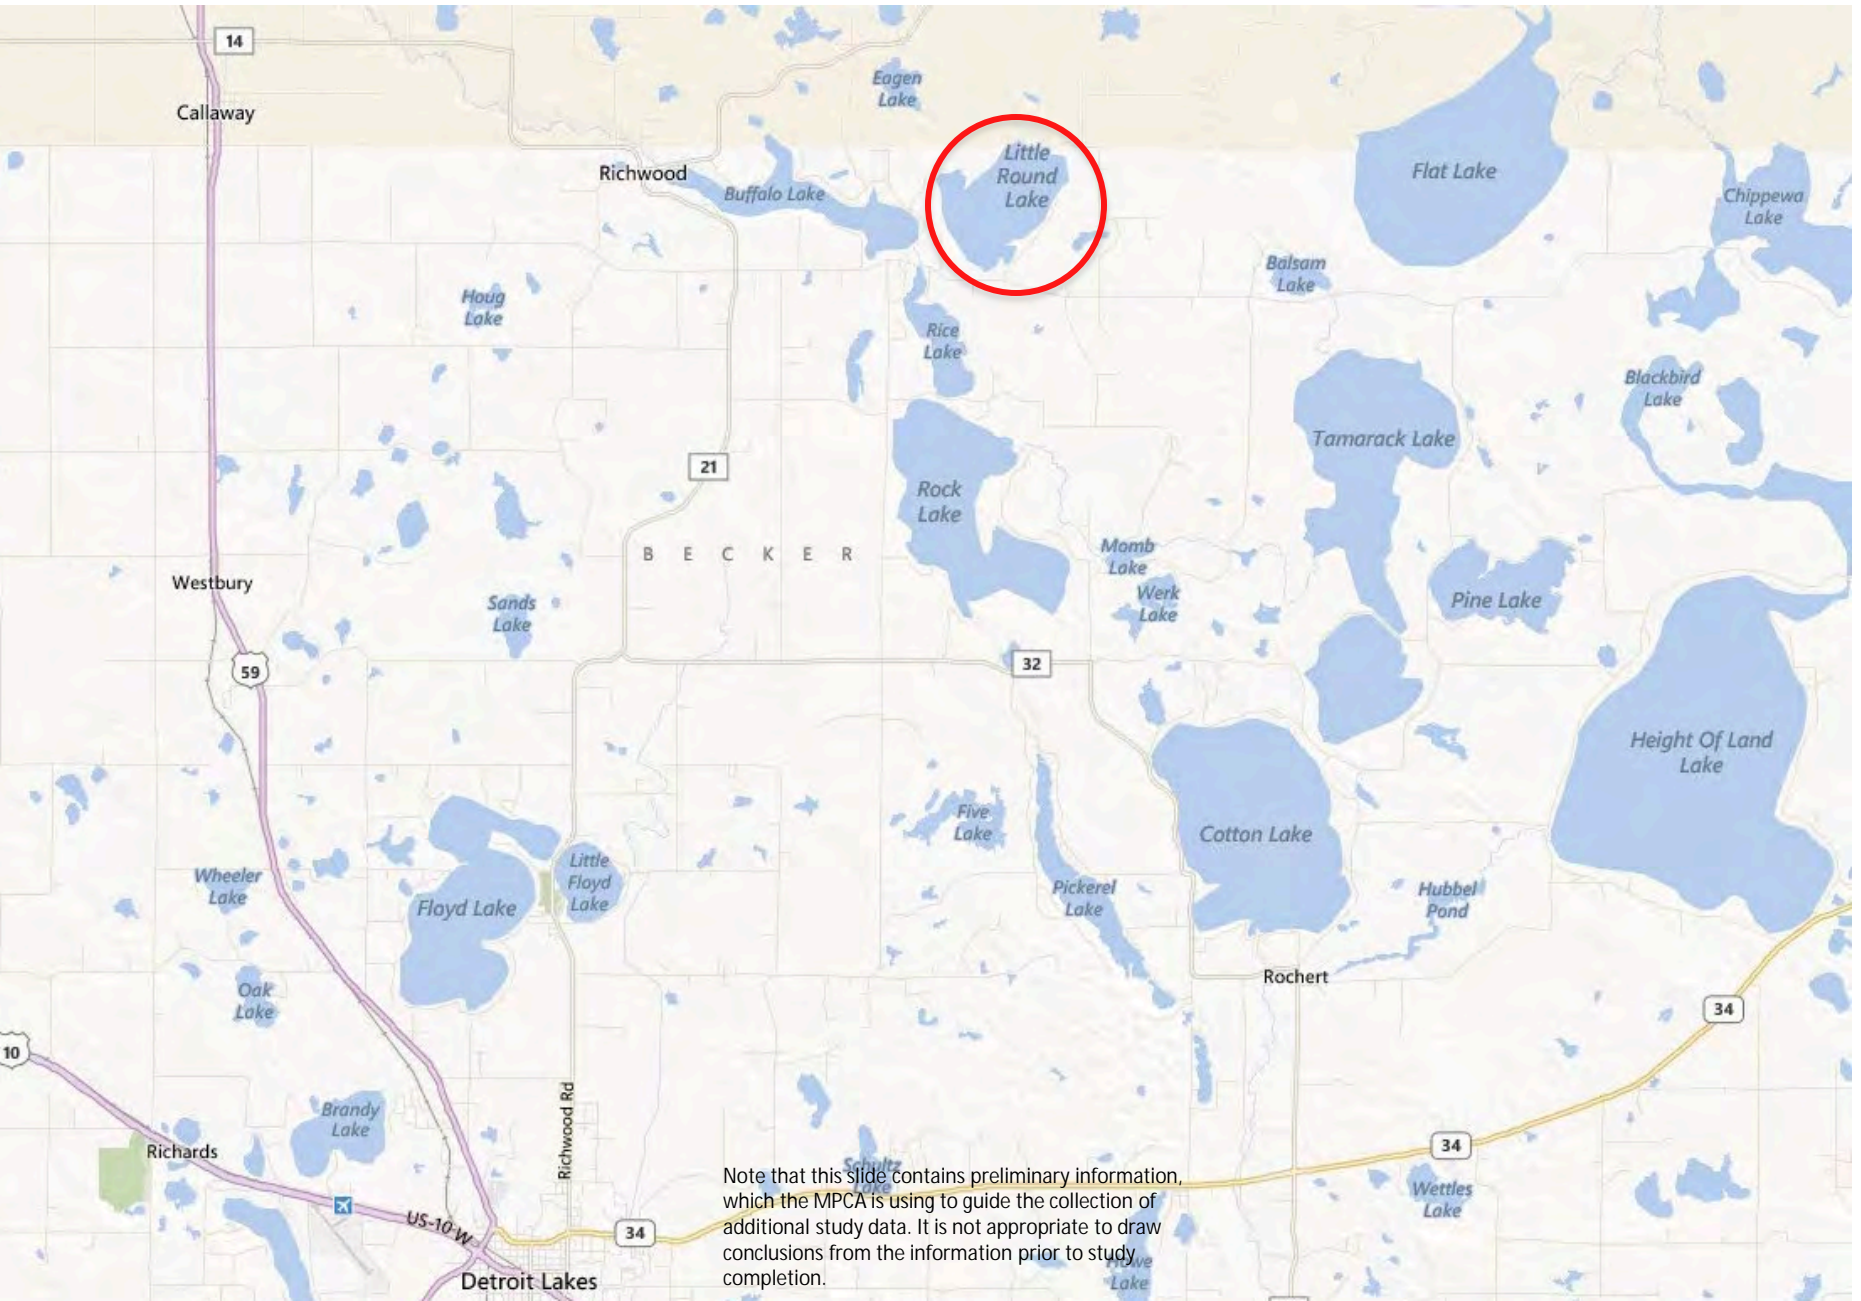 14
Callaway
Eagen
Lake
Richwood
Buffalo Lake
Little
Round
Lake
Flat Lake
Chippewa
Lake
Balsam
Lake
Houg
Lake
Rice
Lake
Blackbird
Lake
Tamarack Lake
21
Rock
Lake
BECKER
Momb
Lake
Westbury
Werk
Lake
Pine Lake
Sands
Lake
59
32
Height Of Land
Lake
Five
Lake
Cotton Lake
Wheeler
Lake
Little
Floyd
Lake
Floyd Lake
Pickerel
Lake
Hubbel
Pond
Rochert
Oak
Lake
34
10
Brandy
Lake
Richwood Rd
Richards
34
Schultz
Lake
Note that this slide contains preliminary information,
which the MPCA is using to guide the collection of
additional study data. It is not appropriate to draw
conclusions from the information prior to study
completion.
Wettles
Lake
US-10 W
34
Howe
Lake
Detroit Lakes